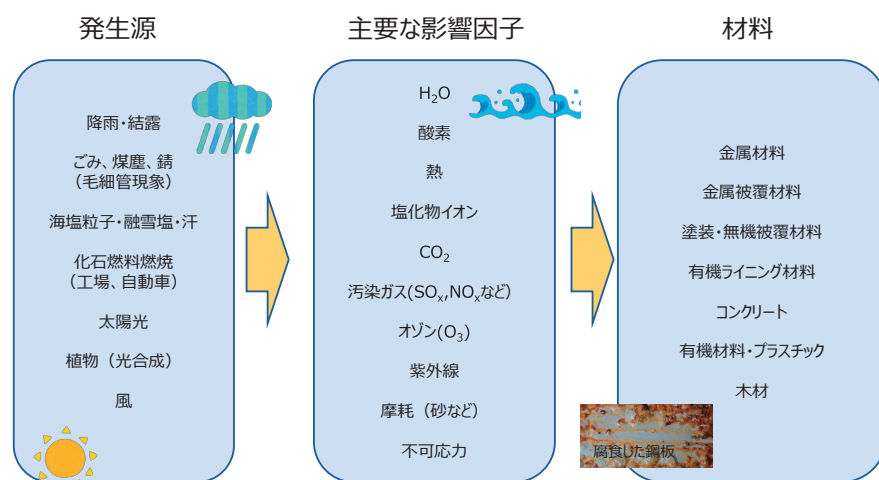 発生源
降雨・結露
ごみ、煤塵、錆
（毛細管現象）
海塩粒子・融雪塩・汗
化石燃料燃焼
（工場、自動車）
太陽光
植物（光合成）
風
主要な影響因子
H₂O
酸素
熱
塩化物イオン
CO₂
汚染ガス(SOₓ,NOₓなど)
オゾン(O₃)
紫外線
摩耗（砂など）
不可応力
材料
金属材料
金属被覆材料
塗装・無機被覆材料
有機ライニング材料
コンクリート
有機材料・プラスチック
木材
腐食した鋼板